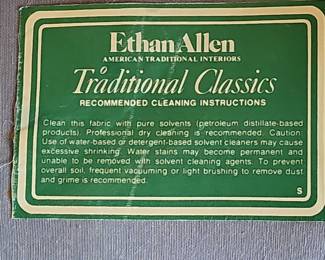 Ethan Allen
AMERICAN TRADITIONAL INTERIORS
Traditional Classics
RECOMMENDED CLEANING INSTRUCTIONS
Clean this fabric with pure solvents (petroleum distillate-based
products). Professional dry cleaning is recommended. Caution
Use of water-based or detergent-based solvent cleaners may cause
excessive shrinking. Water stains may become permanent and
unable to be removed with solvent cleaning agents. To prevent
overall soil, frequent vacuuming or light brushing to remove dust
and grime is recommended.
S